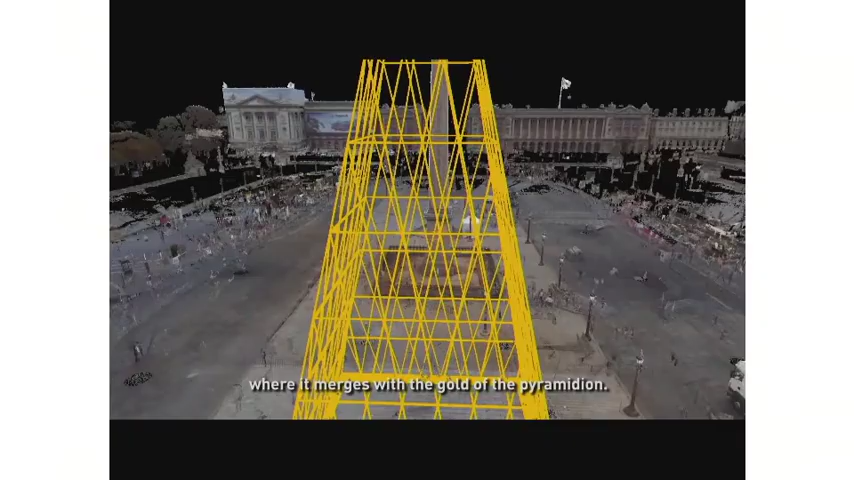 where it merges with the gold of the pyramidion.